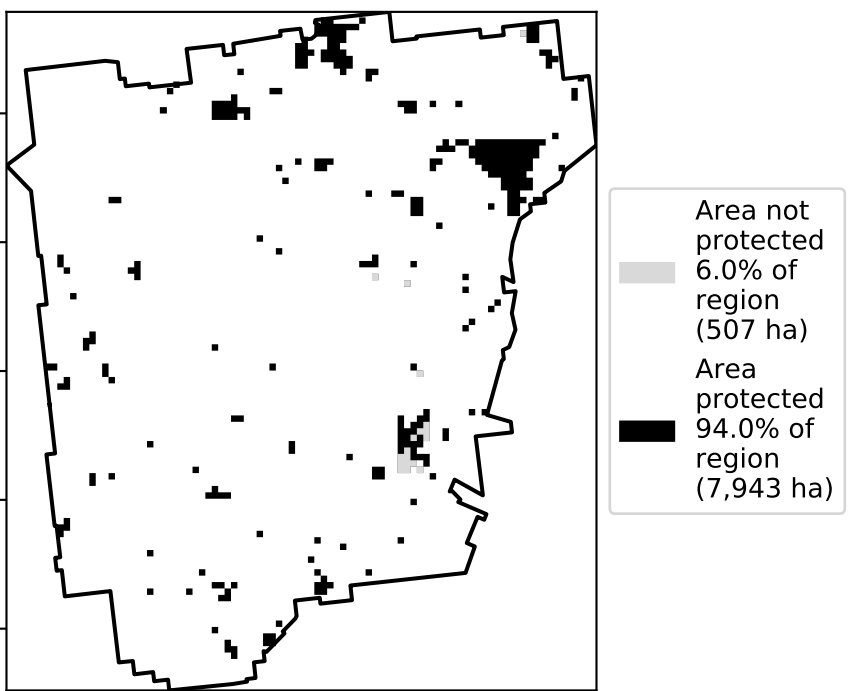 Area not
protected
6.0% of
region
(507 ha)
Area
protected
94.0% of
region
(7,943 ha)